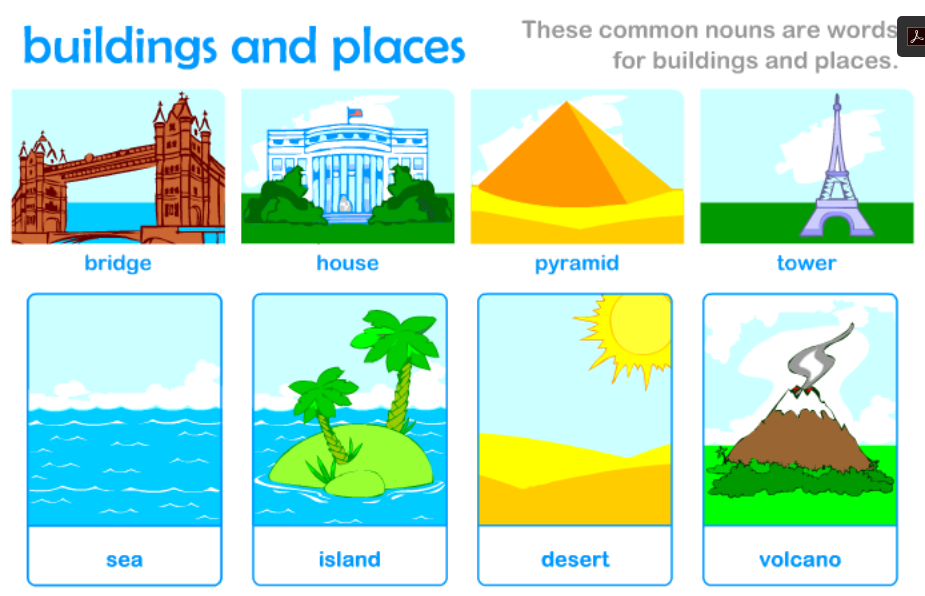 buildings and places
These common nouns are words
for buildings and places.
bridge
house
pyramid
tower
sea
island
desert
volcano